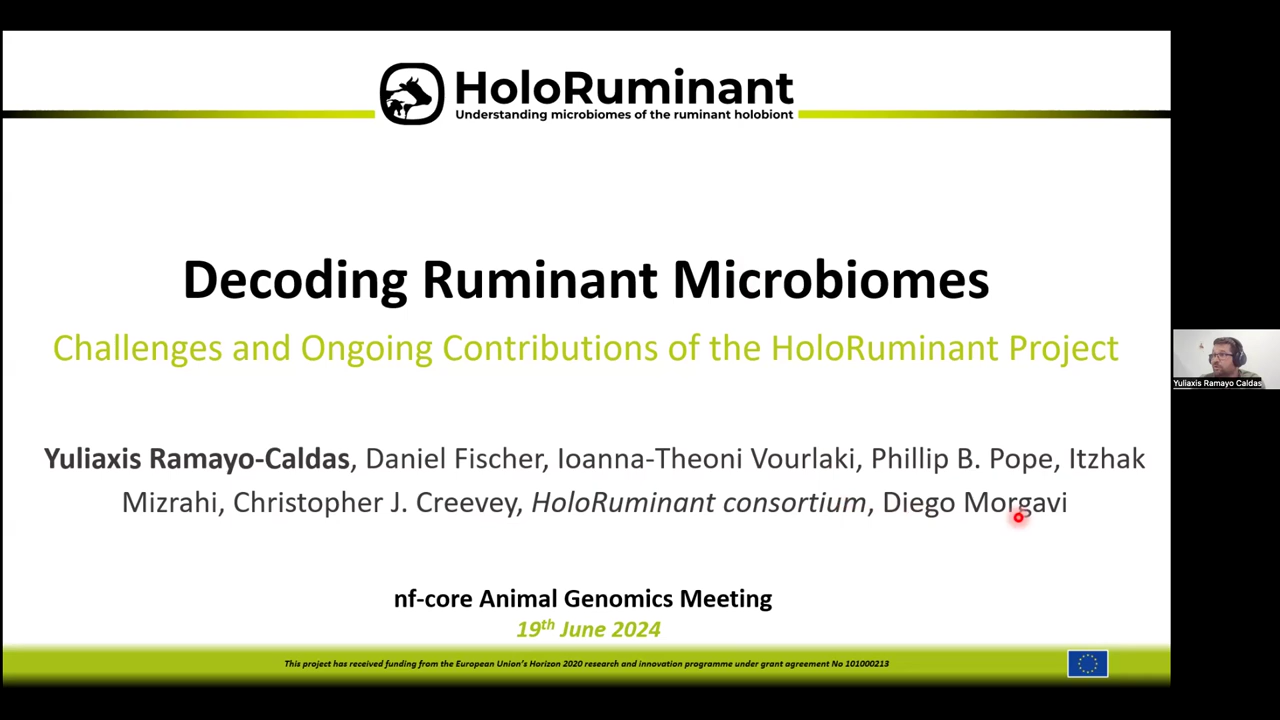 HoloRuminant
Understanding microbiomes of the ruminant holobiont
Decoding Ruminant Microbiomes
Challenges and Ongoing Contributions of the HoloRuminant Project
Yuliaxis Ramayo-Caldas, Daniel Fischer, Ioanna-Theoni Vourlaki, Phillip B. Pope, Itzhak
Mizrahi, Christopher J. Creevey, HoloRuminant consortium, Diego Morgavi
nf-core Animal Genomics Meeting
19th June 2024
This project has received funding from the European Union's Horizon 2020 research and innovation programme under grant agreement No 101000213
Yuliaxis Ramayo Caldas